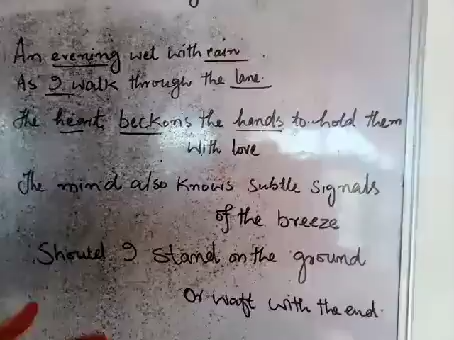 An evening wet with rain.
As I walk through the lane.
The heart beckons the hands to hold them
with love
The mind also knows subtle signals
of the breeze
Should I stand on the ground
Or waft with the end.